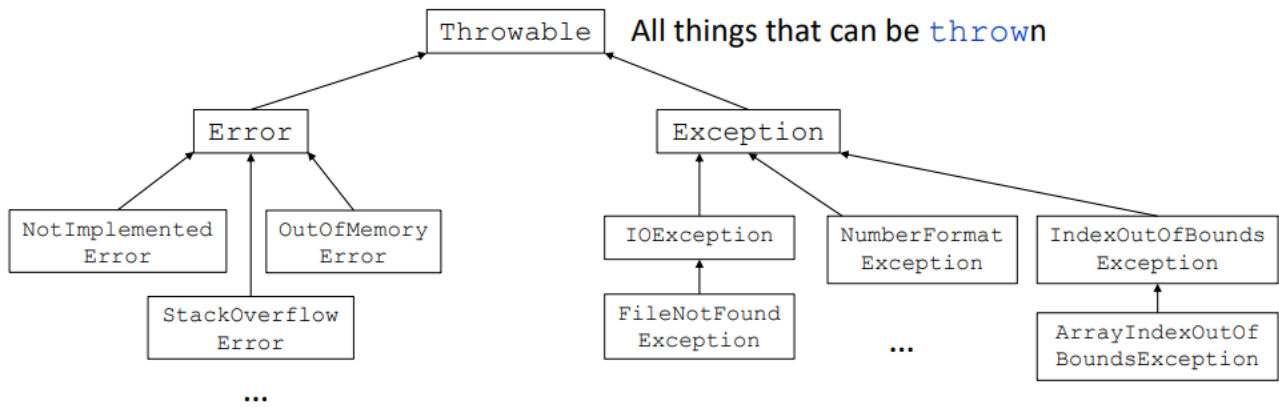 Throwable
All things that can be thrown
Error
Exception
NotImplemented
Error
OutOfMemory
Error
StackOverflow
Error
...
IOException
FileNotFound
Exception
NumberFormat
Exception
...
IndexOutOfBounds
Exception
ArrayIndexOutOf
BoundsException